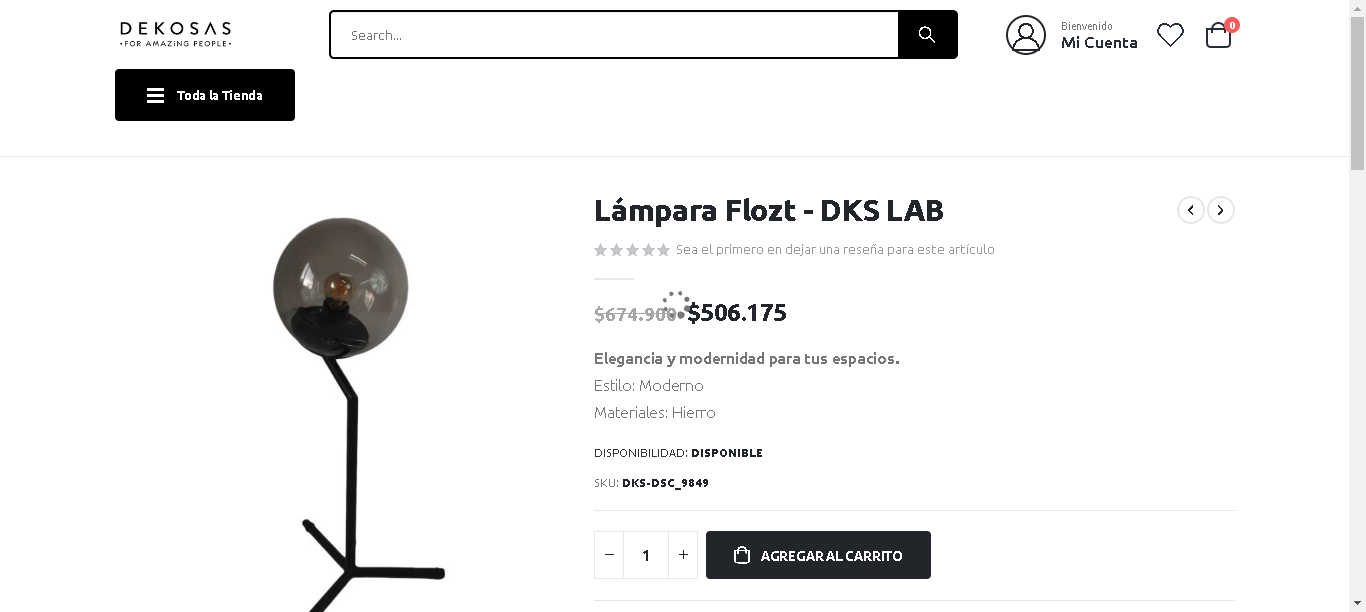 DEKOSAS
•FOR AMAZING PEOPLE•
Search...
Bienvenido
Mi Cuenta
0
Toda la Tienda
Lámpara Flozt - DKS LAB
Sea el primero en dejar una reseña para este artículo
$674.900 $506.175
Elegancia y modernidad para tus espacios.
Estilo: Moderno
Materiales: Hierro
DISPONIBILIDAD: DISPONIBLE
SKU: DKS-DSC_9849
− 1 + AGREGAR AL CARRITO